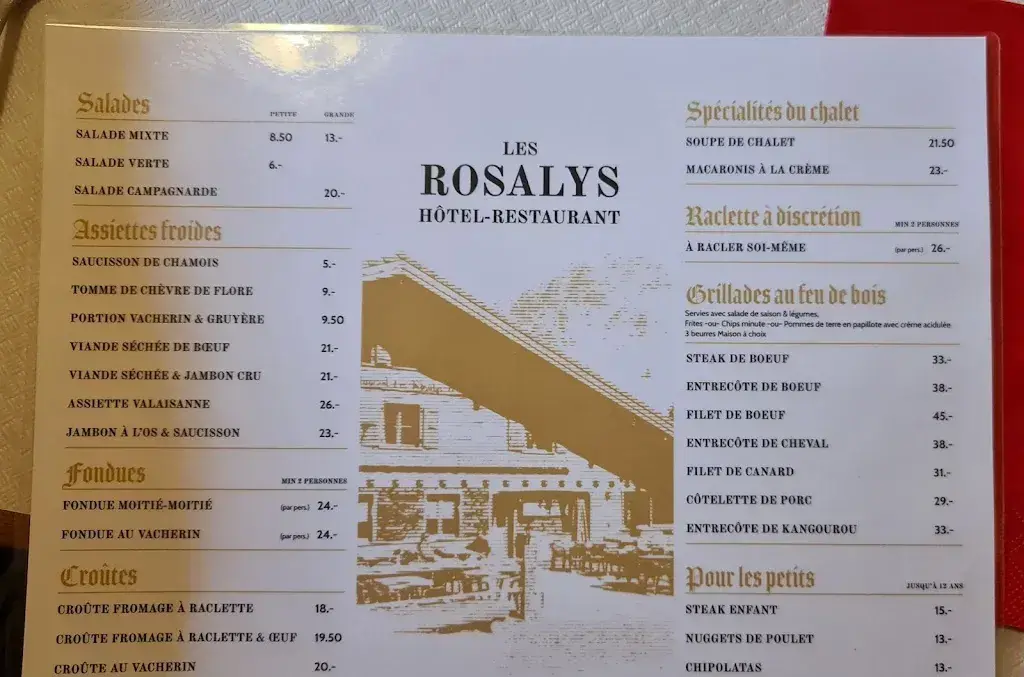 Salades
PETITE GRANDE
SALADE MIXTE 8.50 13.-
SALADE VERTE 6.-
SALADE CAMPAGNARDE 20.-
Assiettes froides
SAUCISSON DE CHAMOIS 5.-
TOMME DE CHÈVRE DE FLORE 9.-
PORTION VACHERIN & GRUYÈRE 9.50
VIANDE SÉCHÉE DE BŒUF 21.-
VIANDE SÉCHÉE & JAMBON CRU 21.-
ASSIETTE VALAISANNE 26.-
JAMBON À L'OS & SAUCISSON 23.-
Fondues MIN 2 PERSONNES
FONDUE MOITIÉ-MOITIÉ (par pers.) 24.-
FONDUE AU VACHERIN (par pers.) 24.-
Croûtes
CROÛTE FROMAGE À RACLETTE 18.-
CROÛTE FROMAGE À RACLETTE & ŒUF 19.50
CROÛTE AU VACHERIN 20.-
LES
ROSALYS
HÔTEL-RESTAURANT
Spécialités du chalet
SOUPE DE CHALET 21.50
MACARONIS À LA CRÈME 23.-
Raclette à discrétion MIN 2 PERSONNES
À RACLER SOI-MÊME (par pers.) 26.-
Grillades au feu de bois
Servies avec salade de saison & légumes,
Frites -ou- Chips minute -ou- Pommes de terre en papillote avec crème acidulée
3 beurres Maison à choix
STEAK DE BOEUF 33.-
ENTRECÔTE DE BOEUF 38.-
FILET DE BOEUF 45.-
ENTRECÔTE DE CHEVAL 38.-
FILET DE CANARD 31.-
CÔTELETTE DE PORC 29.-
ENTRECÔTE DE KANGOUROU 33.-
Pour les petits JUSQU'À 12 ANS
STEAK ENFANT 15.-
NUGGETS DE POULET 13.-
CHIPOLATAS 13.-